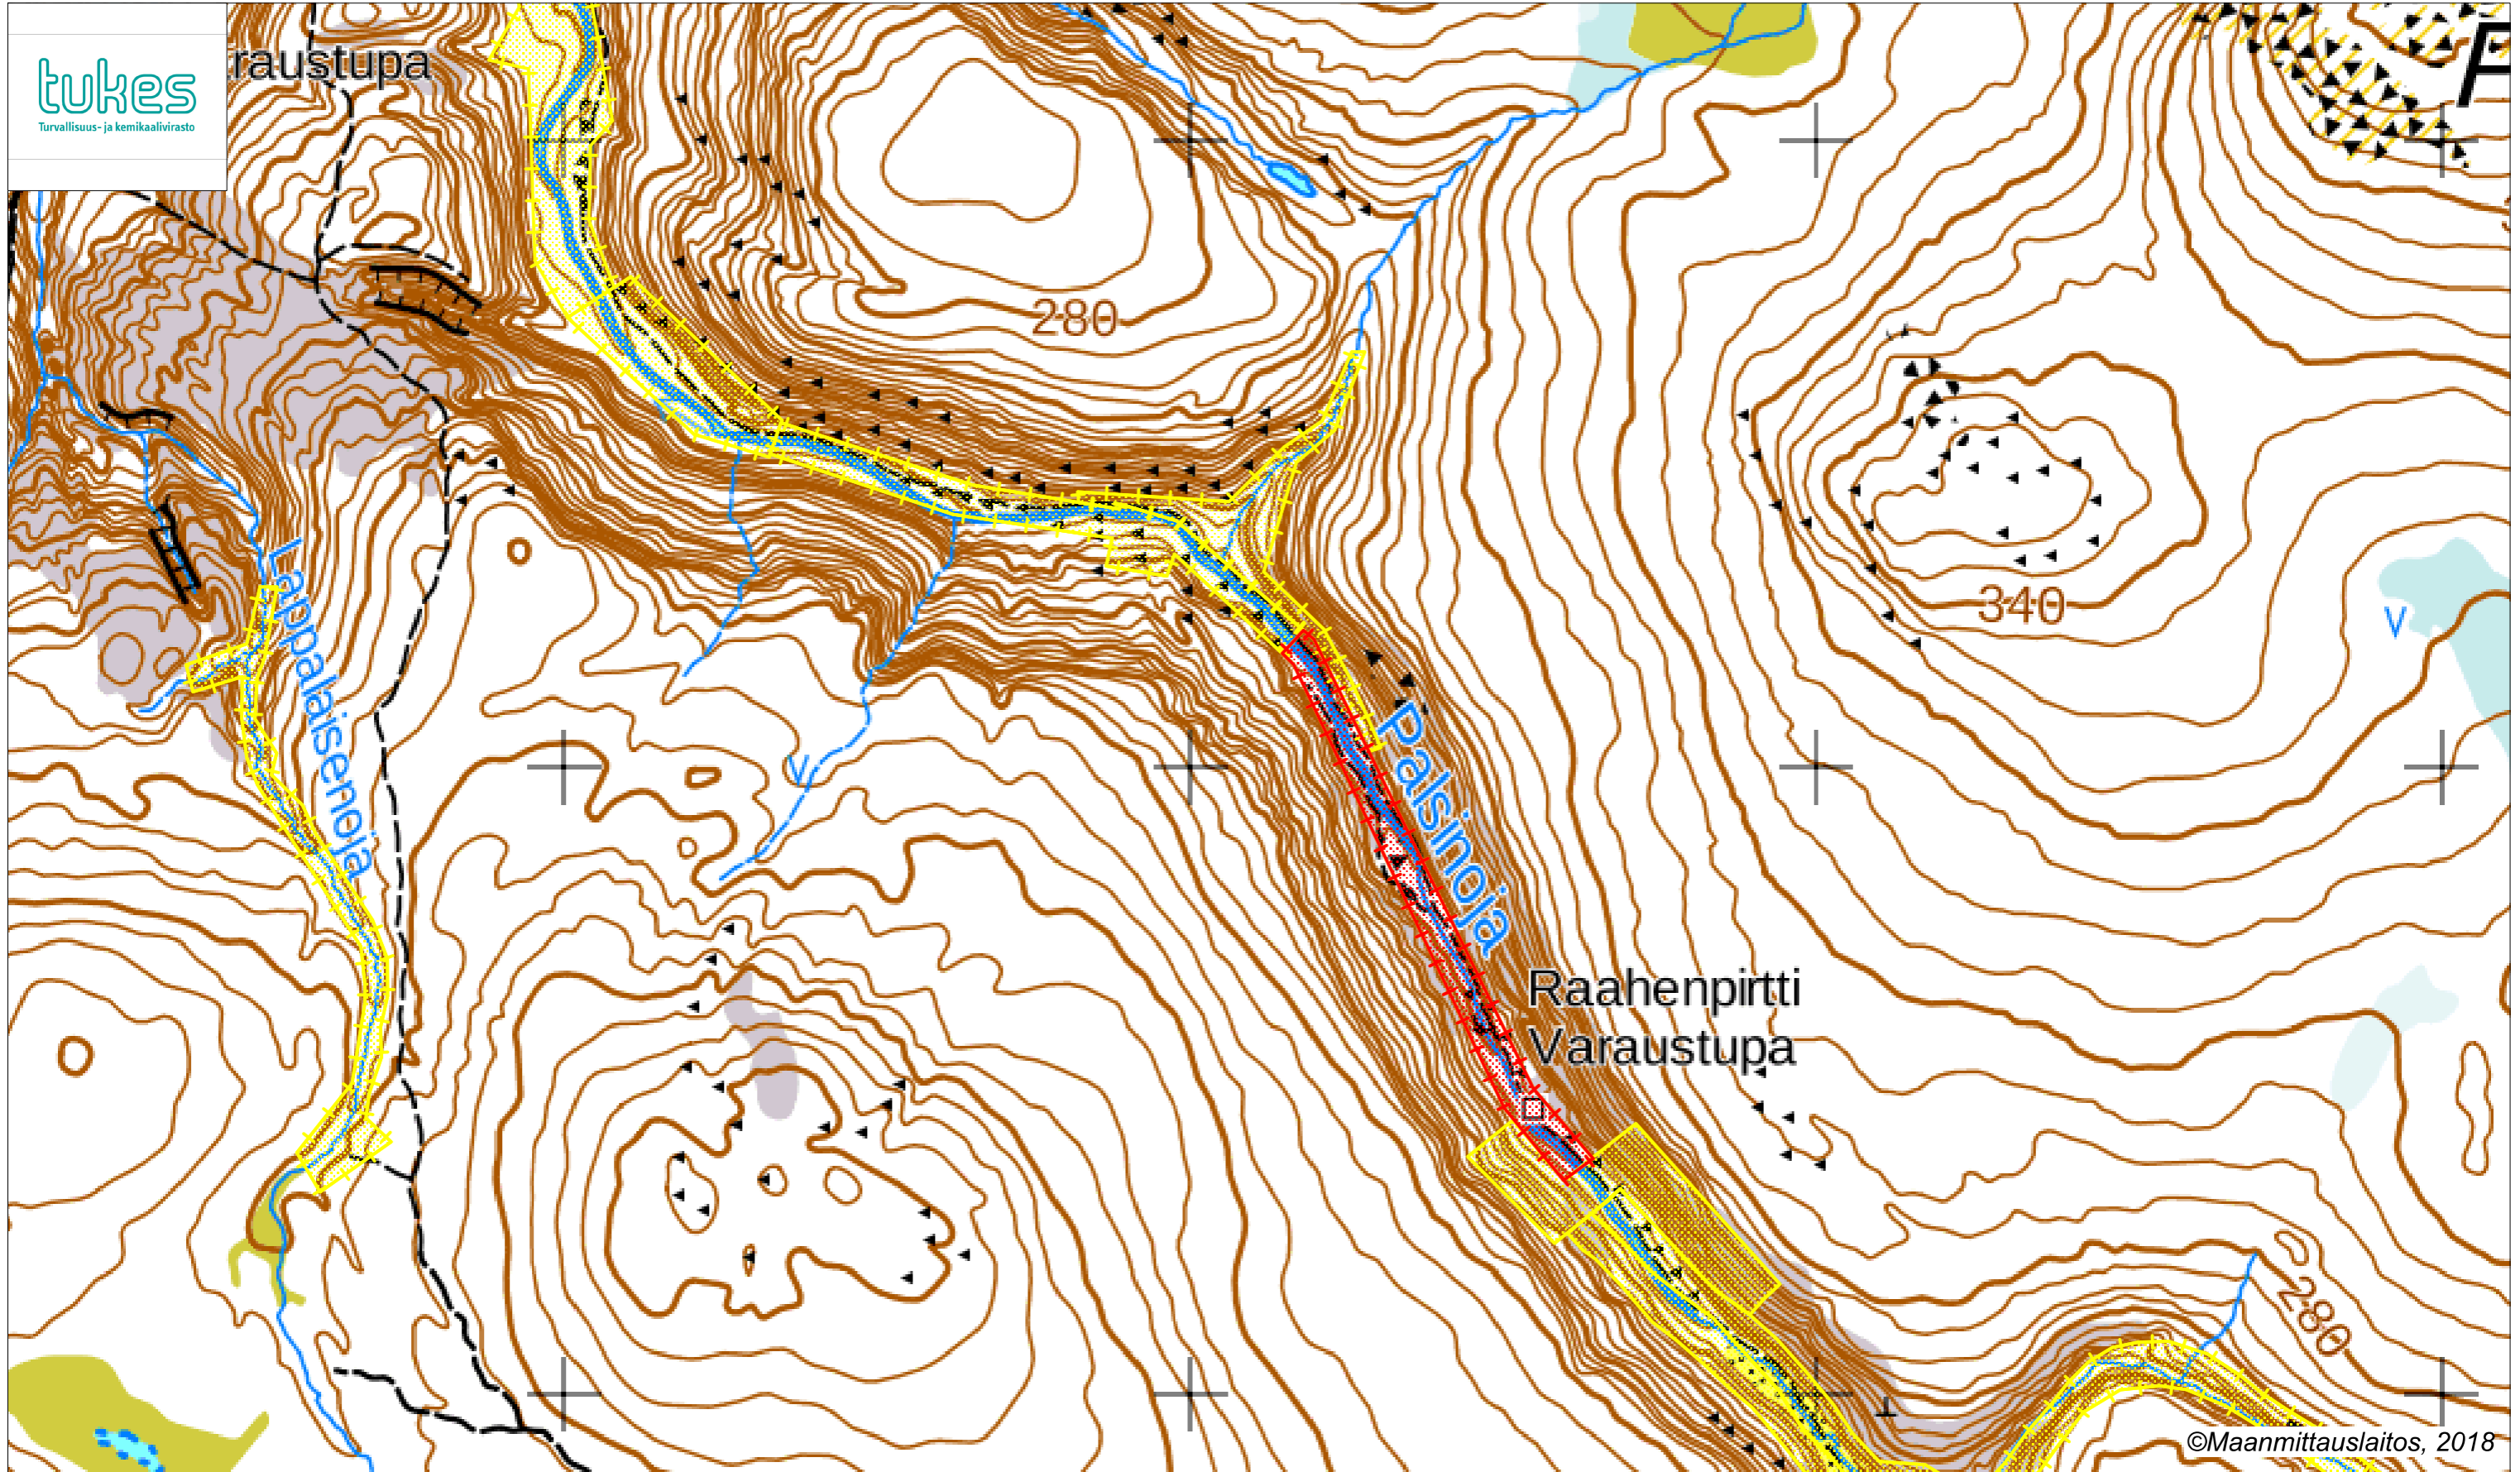 tukes
Turvallisuus- ja kemikaalivirasto
raustupa
280
340
V
V
Lappalaisenoja
Palsinoja
Raahenpirtti
Varaustupa
280
©Maanmittauslaitos, 2018